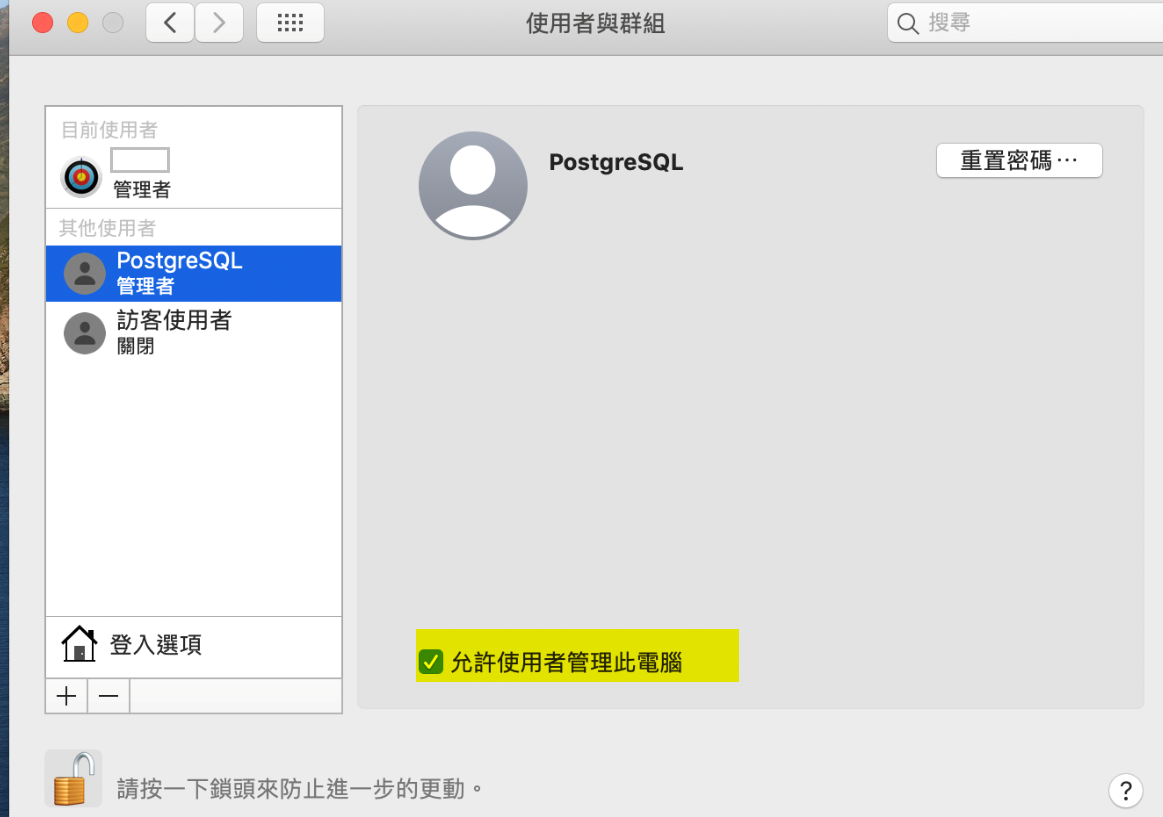 使用者與群組
搜尋
目前使用者
管理者
其他使用者
PostgreSQL
管理者
訪客使用者
關閉
登入選項
PostgreSQL
重置密碼⋯
允許使用者管理此電腦
請按一下鎖頭來防止進一步的更動。
?